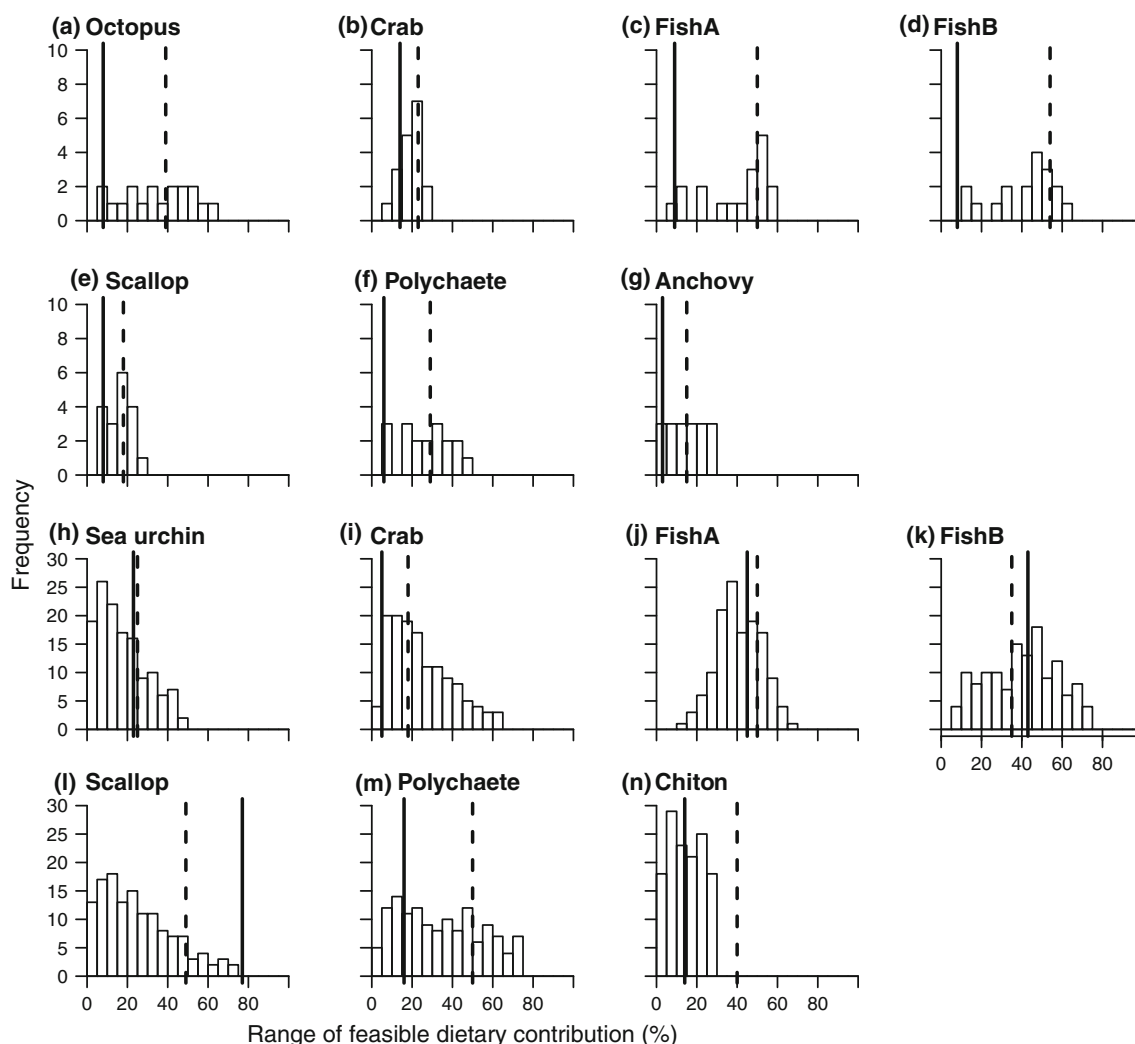 (a) Octopus
(b) Crab
(c) FishA
(d) FishB
10
8
6
4
2
0
(e) Scallop
(f) Polychaete
(g) Anchovy
10
8
6
4
2
0
Frequency
(h) Sea urchin
(i) Crab
(j) FishA
(k) FishB
30
25
20
15
10
5
0
0 20 40 60 80
(l) Scallop
(m) Polychaete
(n) Chiton
30
25
20
15
10
5
0
0 20 40 60 80
0 20 40 60 80
0 20 40 60 80
Range of feasible dietary contribution (%)